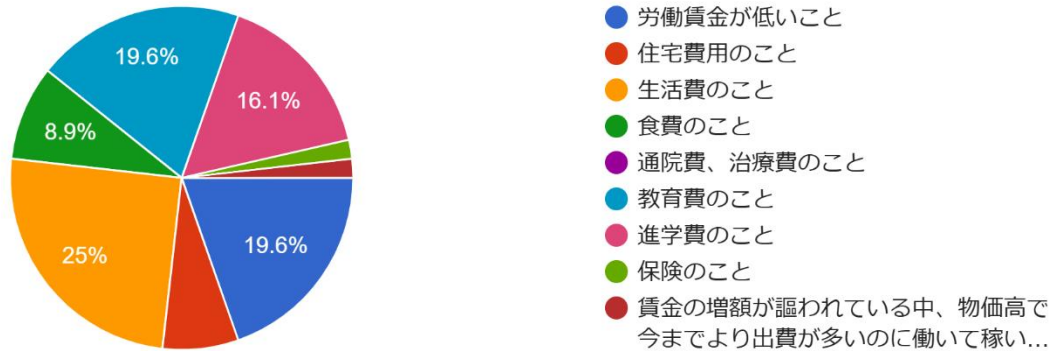 19.6%
16.1%
8.9%
25%
19.6%
労働賃金が低いこと
住宅費用のこと
生活費のこと
食費のこと
通院費、治療費のこと
教育費のこと
進学費のこと
保険のこと
賃金の増額が謳われている中、物価高で
今までより出費が多いのに働いて稼い...